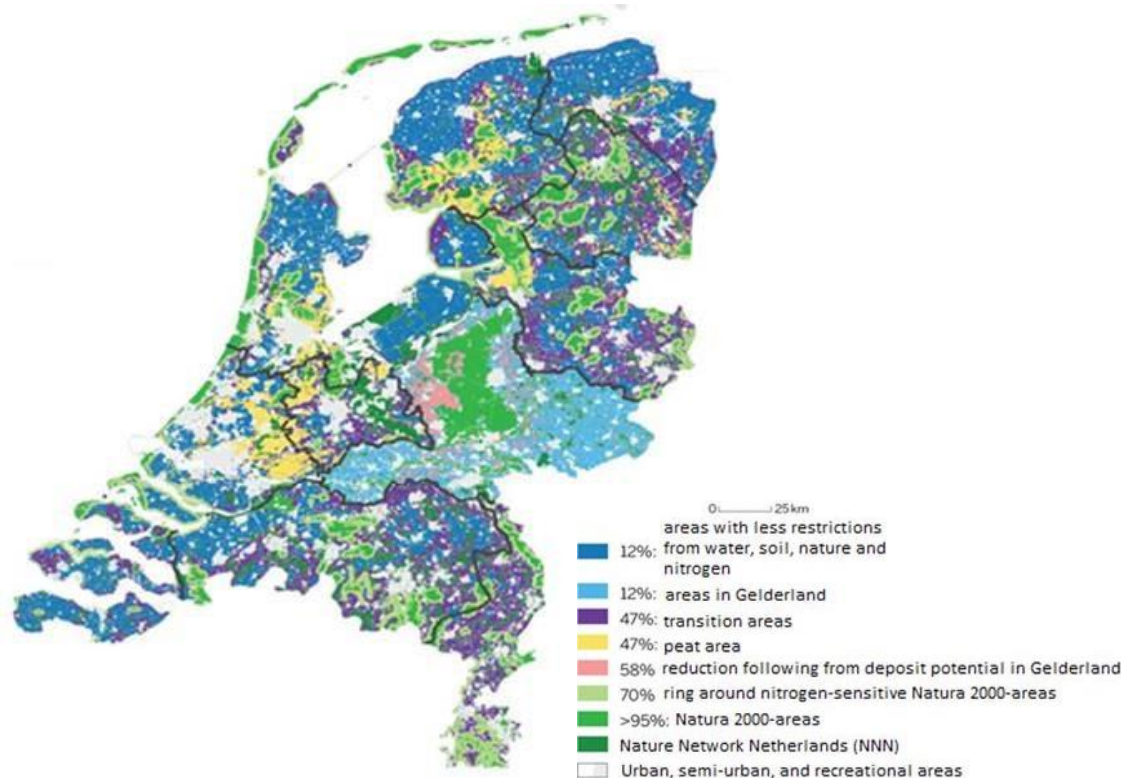 0 25 km
areas with less restrictions
12%: from water, soil, nature and
nitrogen
12%: areas in Gelderland
47%: transition areas
47%: peat area
58% reduction following from deposit potential in Gelderland
70% ring around nitrogen-sensitive Natura 2000-areas
>95%: Natura 2000-areas
Nature Network Netherlands (NNN)
Urban, semi-urban, and recreational areas